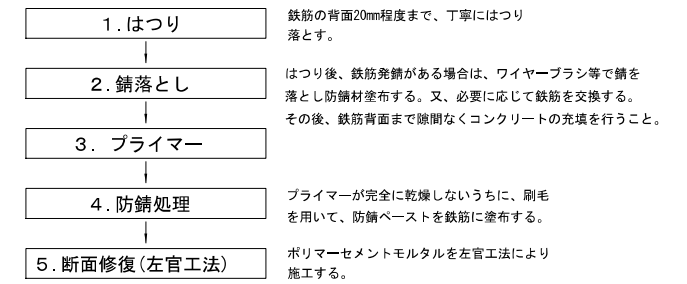 1.はつり
鉄筋の背面20mm程度まで、丁寧にはつり
落とす。
2.錆落とし
はつり後、鉄筋発錆がある場合は、ワイヤーブラシ等で錆を
落とし防錆材塗布する。又、必要に応じて鉄筋を交換する。
その後、鉄筋背面まで隙間なくコンクリートの充填を行うこと。
3. プライマー
4.防錆処理
プライマーが完全に乾燥しないうちに、刷毛
を用いて、防錆ペーストを鉄筋に塗布する。
5.断面修復(左官工法)
ポリマーセメントモルタルを左官工法により
施工する。